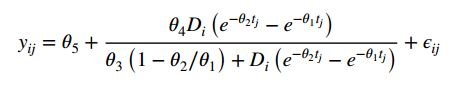 y_{ij} = θ_5 + \frac{θ_4 D_i (e^{-θ_2 t_j} - e^{-θ_1 t_j})}{θ_3 (1 - θ_2/θ_1) + D_i (e^{-θ_2 t_j} - e^{-θ_1 t_j})} + ϵ_{ij}